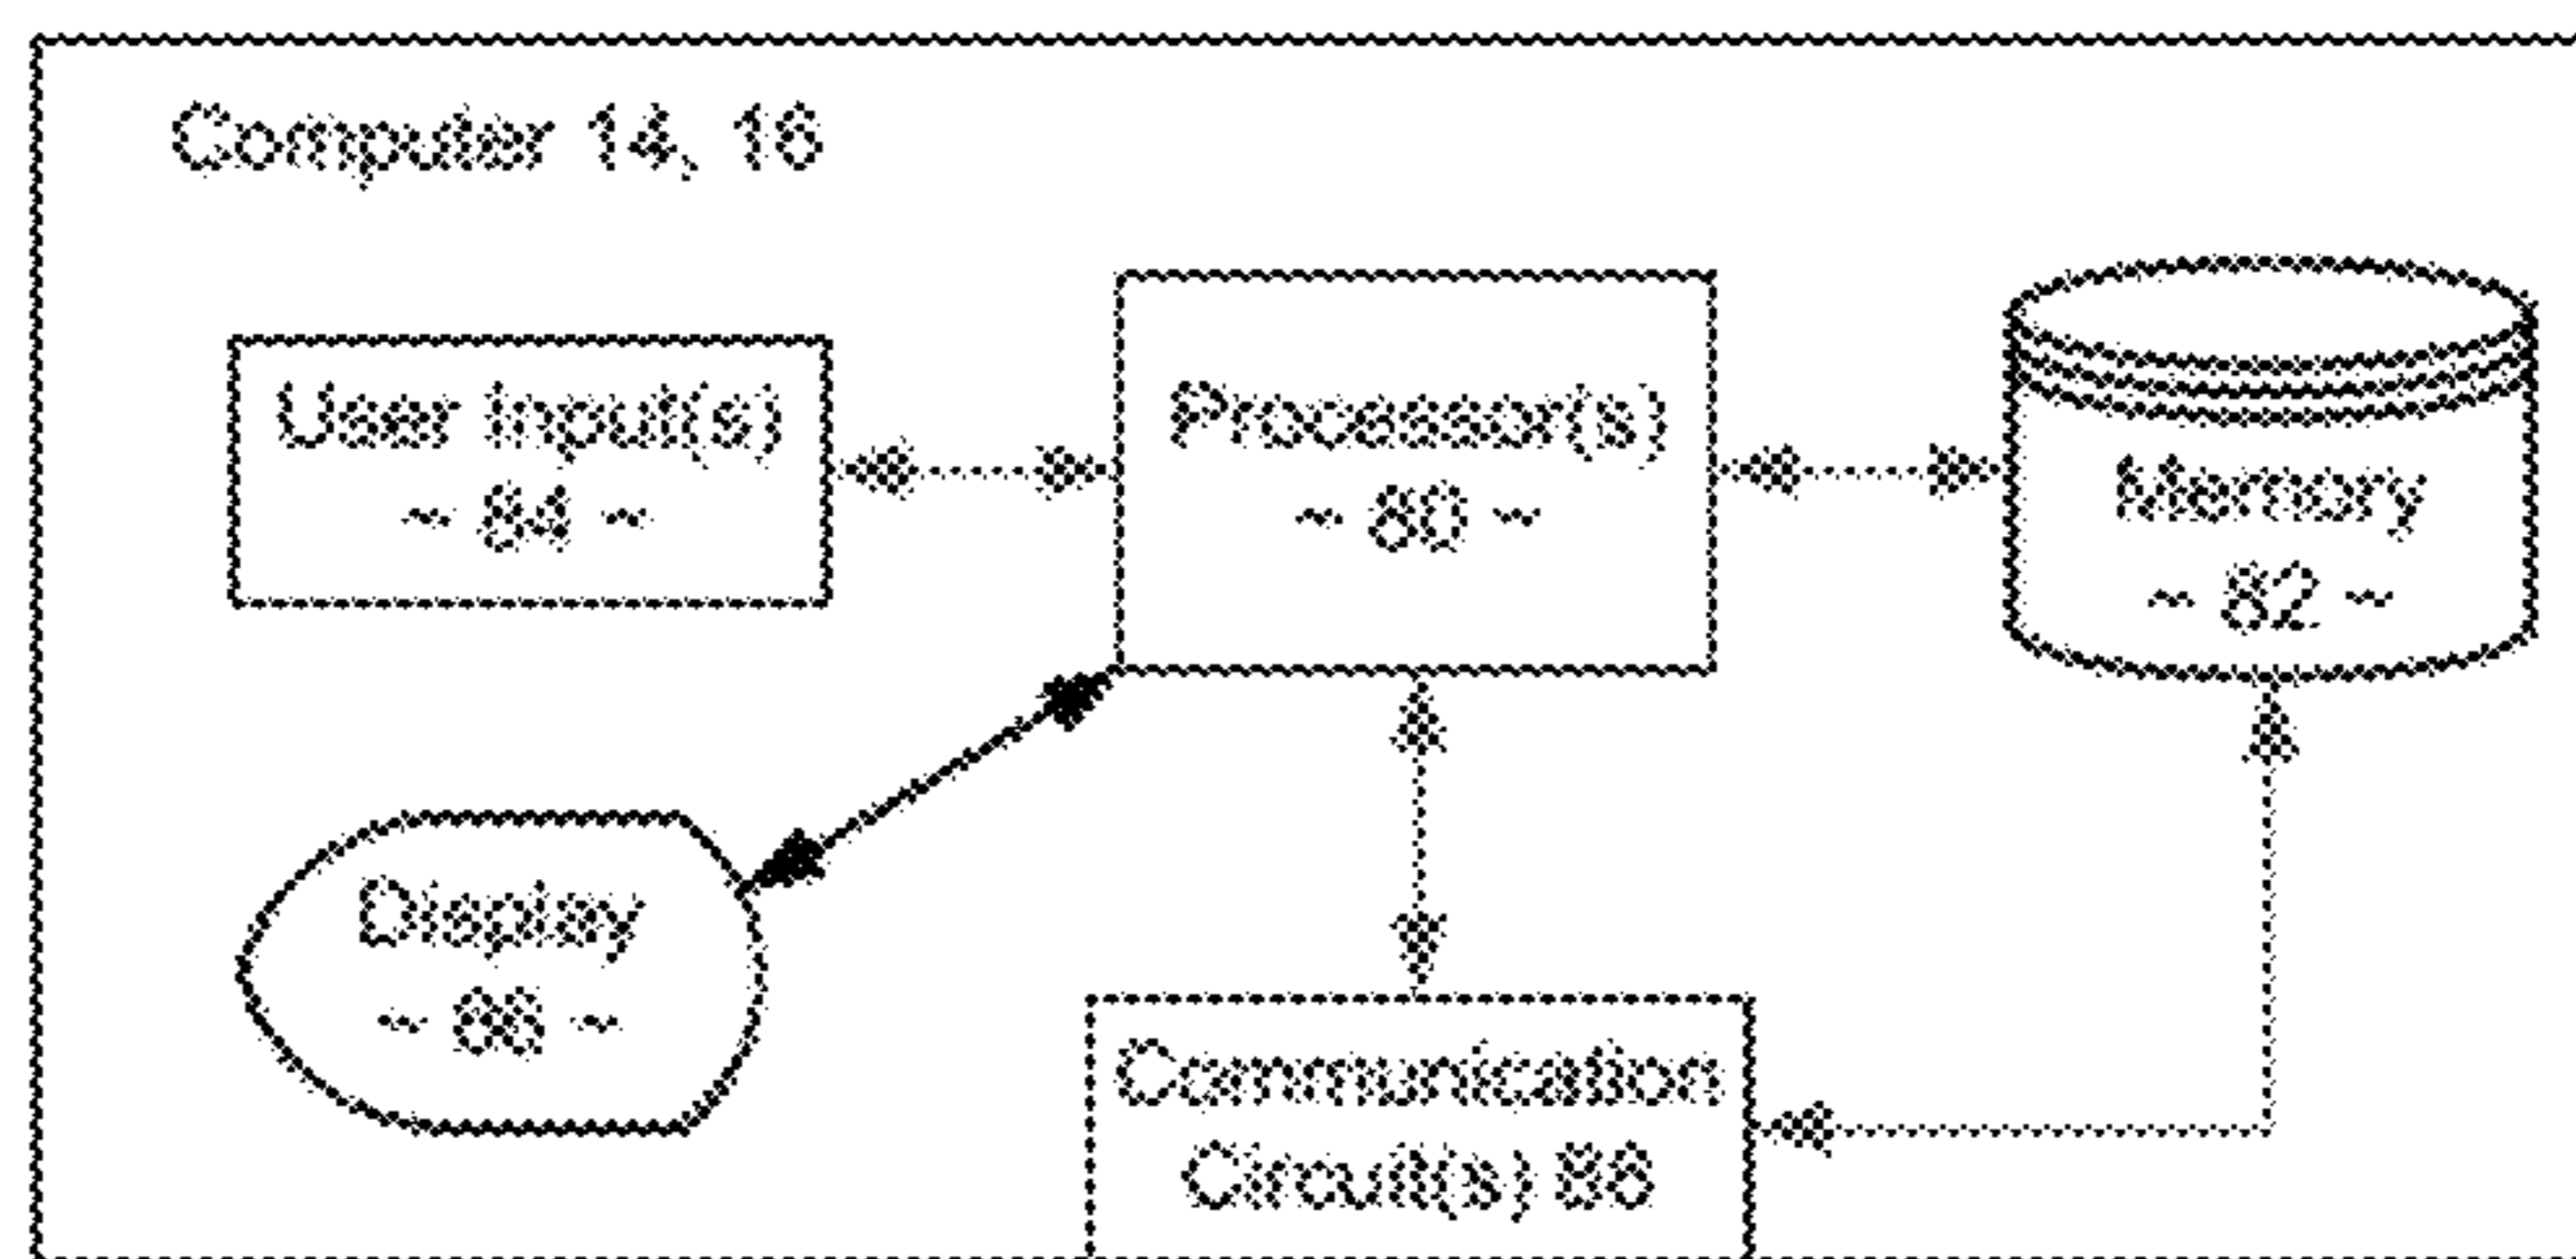 Computer 14, 16
User Input(s)
~ 84 ~
Processor(s)
~ 80 ~
Memory
~ 82 ~
Display
~ 88 ~
Communication
Circuit(s) 86